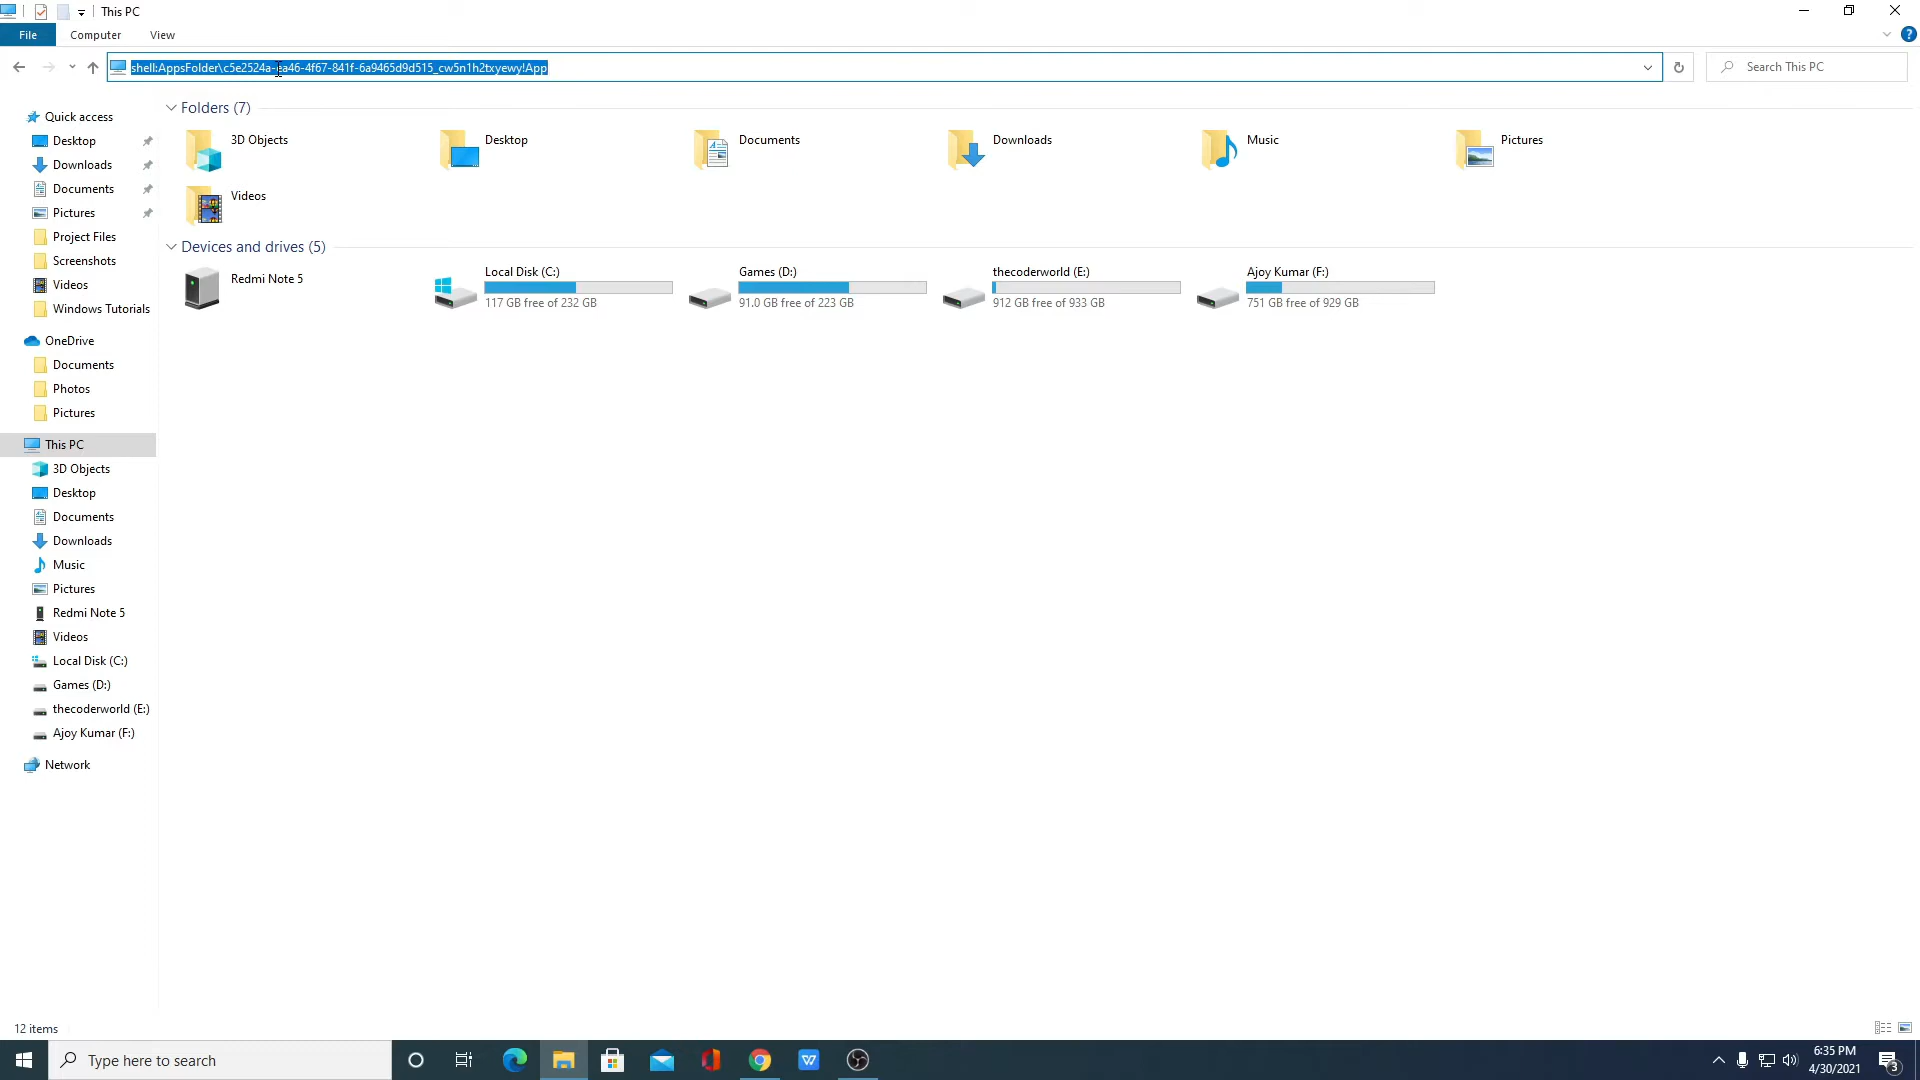 This PC
File
Computer
View
shell:AppsFolder\c5e2524a-ea46-4f67-841f-6a9465d9d515_cw5n1h2txyewy!App
Search This PC
Quick access
Desktop
Downloads
Documents
Pictures
Project Files
Screenshots
Videos
Windows Tutorials
OneDrive
Documents
Photos
Pictures
This PC
3D Objects
Desktop
Documents
Downloads
Music
Pictures
Redmi Note 5
Videos
Local Disk (C:)
Games (D:)
thecoderworld (E:)
Ajoy Kumar (F:)
Network
Folders (7)
3D Objects
Desktop
Documents
Downloads
Music
Pictures
Videos
Devices and drives (5)
Redmi Note 5
Local Disk (C:)
117 GB free of 232 GB
Games (D:)
91.0 GB free of 223 GB
thecoderworld (E:)
912 GB free of 933 GB
Ajoy Kumar (F:)
751 GB free of 929 GB
12 items
Type here to search
6:35 PM
4/30/2021
3